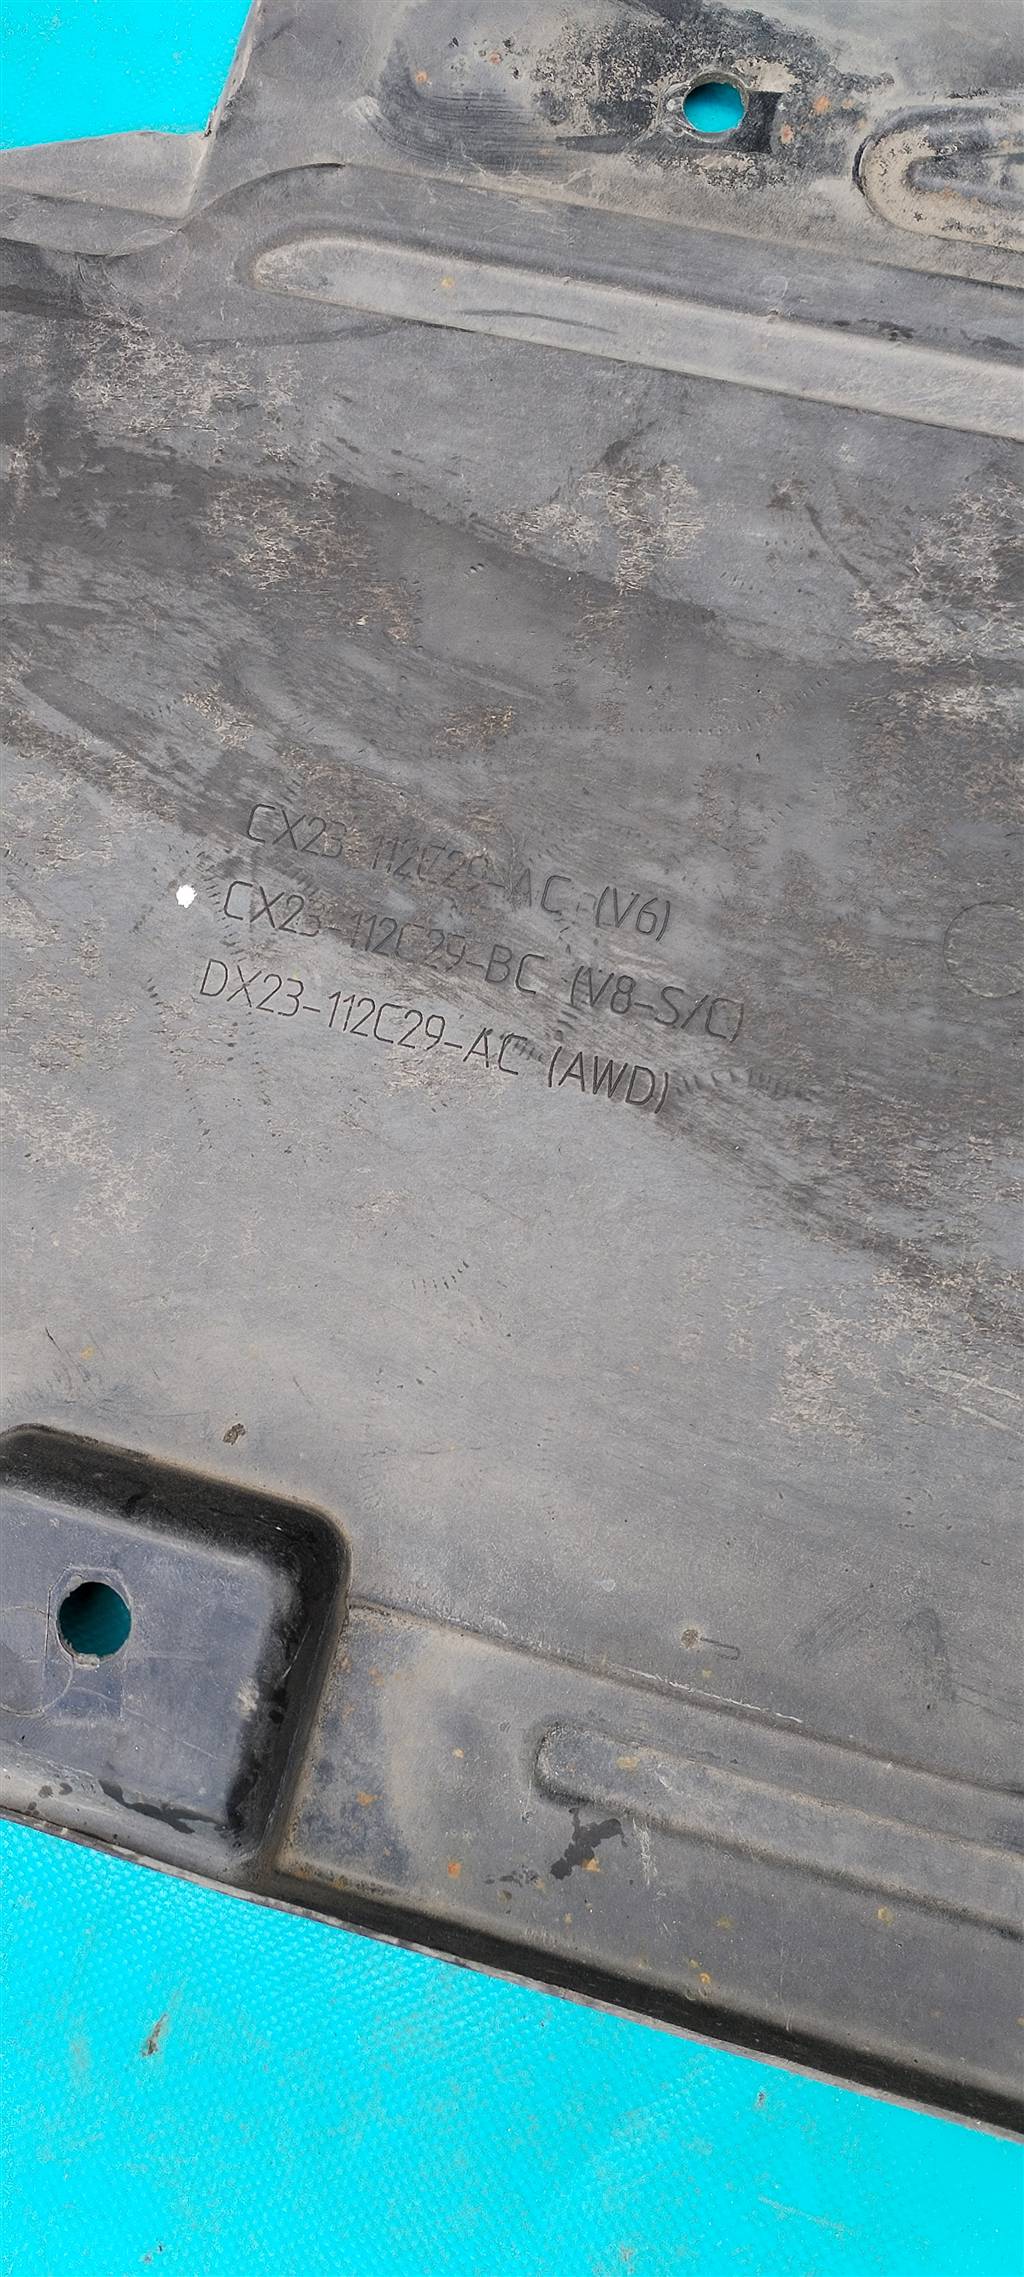 CX23-112C29-AC (V6)
CX23-112C29-BC (V8-S/C)
DX23-112C29-AC (AWD)